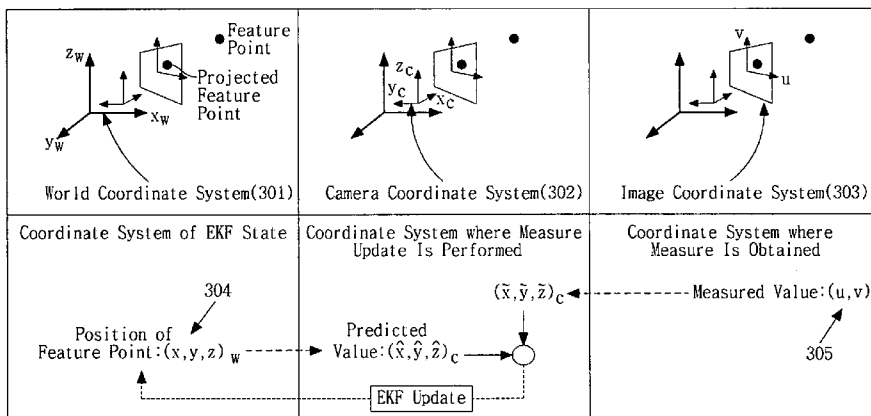 z_w
Feature
Point
Projected
Feature
Point
x_w
y_w
World Coordinate System(301)
z_c
y_c
x_c
Camera Coordinate System(302)
v
u
Image Coordinate System(303)
Coordinate System of EKF State
Coordinate System where Measure
Update Is Performed
Coordinate System where
Measure Is Obtained
304
(x̃,ỹ,z̃)_c
Measured Value:(u,v)
Position of
Feature Point:(x,y,z)_w
Predicted
Value:(x̂,ŷ,ẑ)_c
305
EKF Update